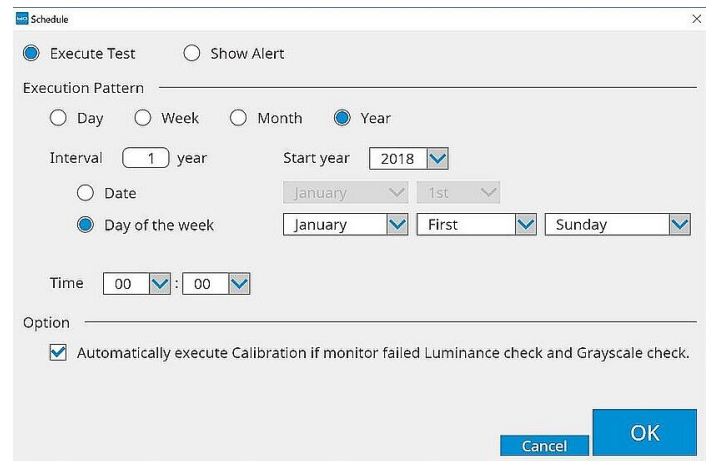 Schedule
Execute Test Show Alert
Execution Pattern
Day Week Month Year
Interval 1 year Start year 2018
Date January 1st
Day of the week January First Sunday
Time 00 : 00
Option
Automatically execute Calibration if monitor failed Luminance check and Grayscale check.
Cancel OK